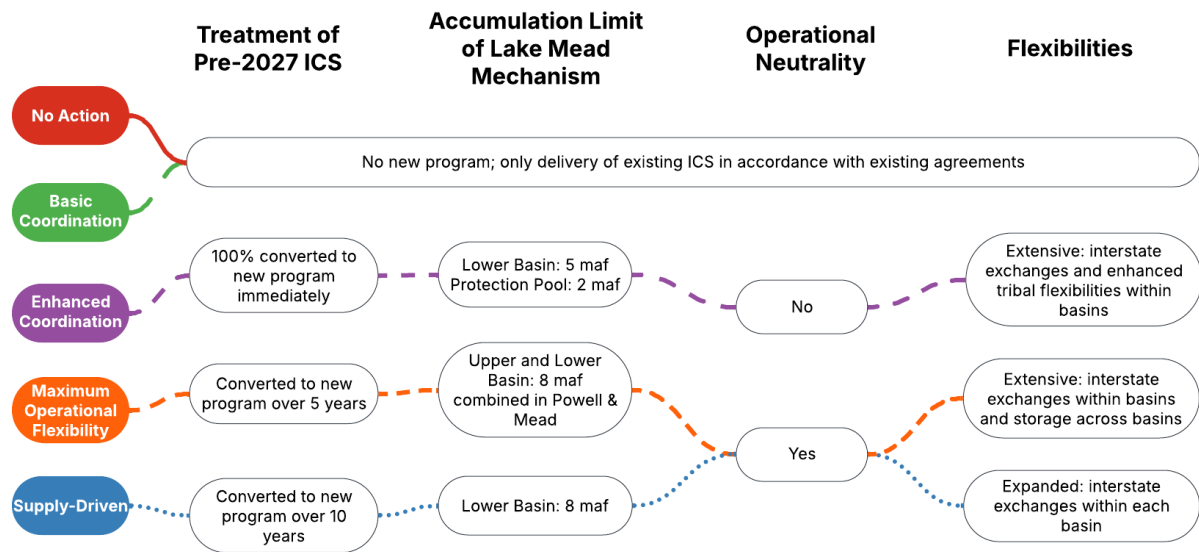 Treatment of
Pre-2027 ICS
Accumulation Limit
of Lake Mead
Mechanism
Operational
Neutrality
Flexibilities
No Action
No new program; only delivery of existing ICS in accordance with existing agreements
Basic
Coordination
Enhanced
Coordination
100% converted to
new program
immediately
Lower Basin: 5 maf
Protection Pool: 2 maf
No
Extensive: interstate
exchanges and enhanced
tribal flexibilities within
basins
Maximum
Operational
Flexibility
Converted to new
program over 5 years
Upper and Lower
Basin: 8 maf
combined in Powell &
Mead
Yes
Extensive: interstate
exchanges within basins
and storage across basins
Supply-Driven
Converted to new
program over 10
years
Lower Basin: 8 maf
Expanded: interstate
exchanges within each
basin